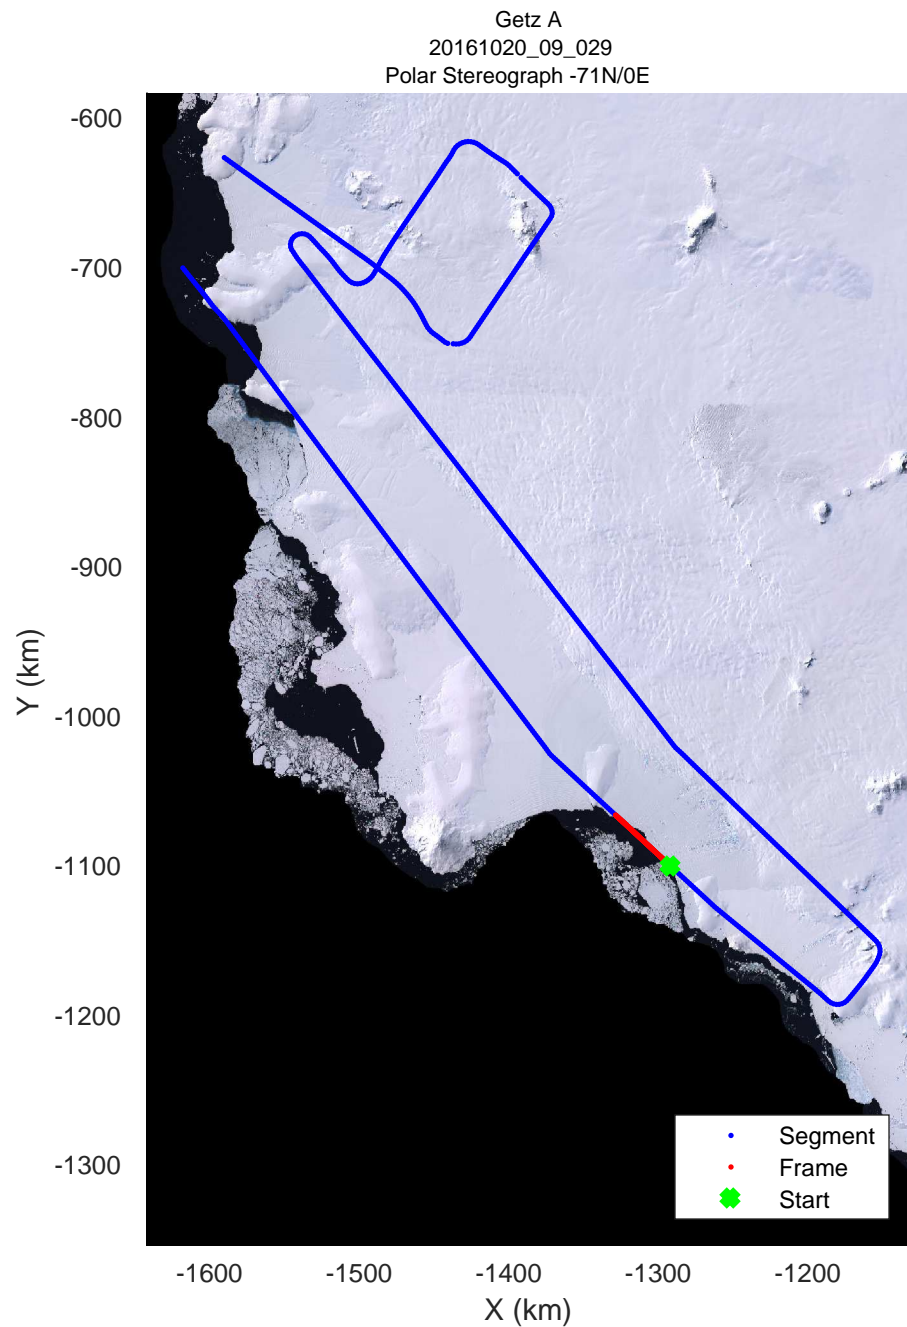 Getz A
20161020_09_029
Polar Stereograph -71N/0E
-600
-700
-800
-900
-1000
-1100
-1200
-1300
Y (km)
-1600
-1500
-1400
-1300
-1200
X (km)
Segment
Frame
Start